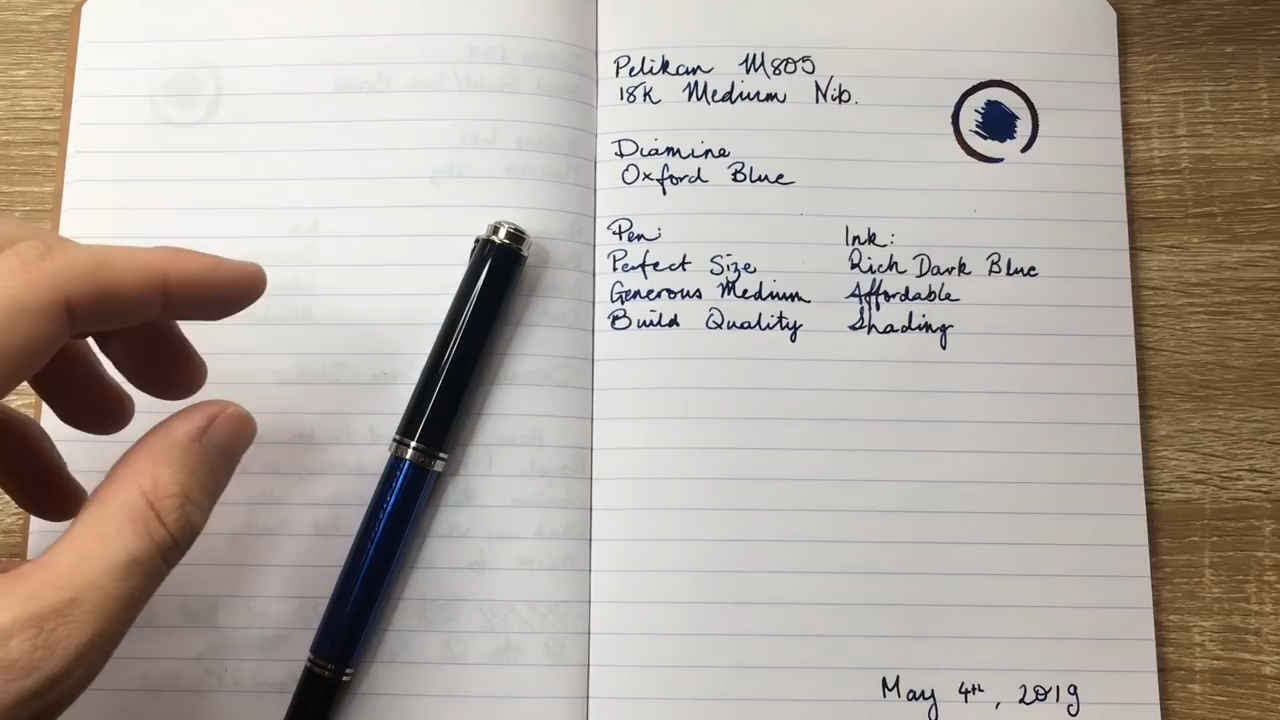 Pelikan M805
18K Medium Nib.
Diamine
Oxford Blue
Pen:
Perfect Size
Generous Medium
Build Quality
Ink:
Rich Dark Blue
Affordable
Shading
May 4th, 2019